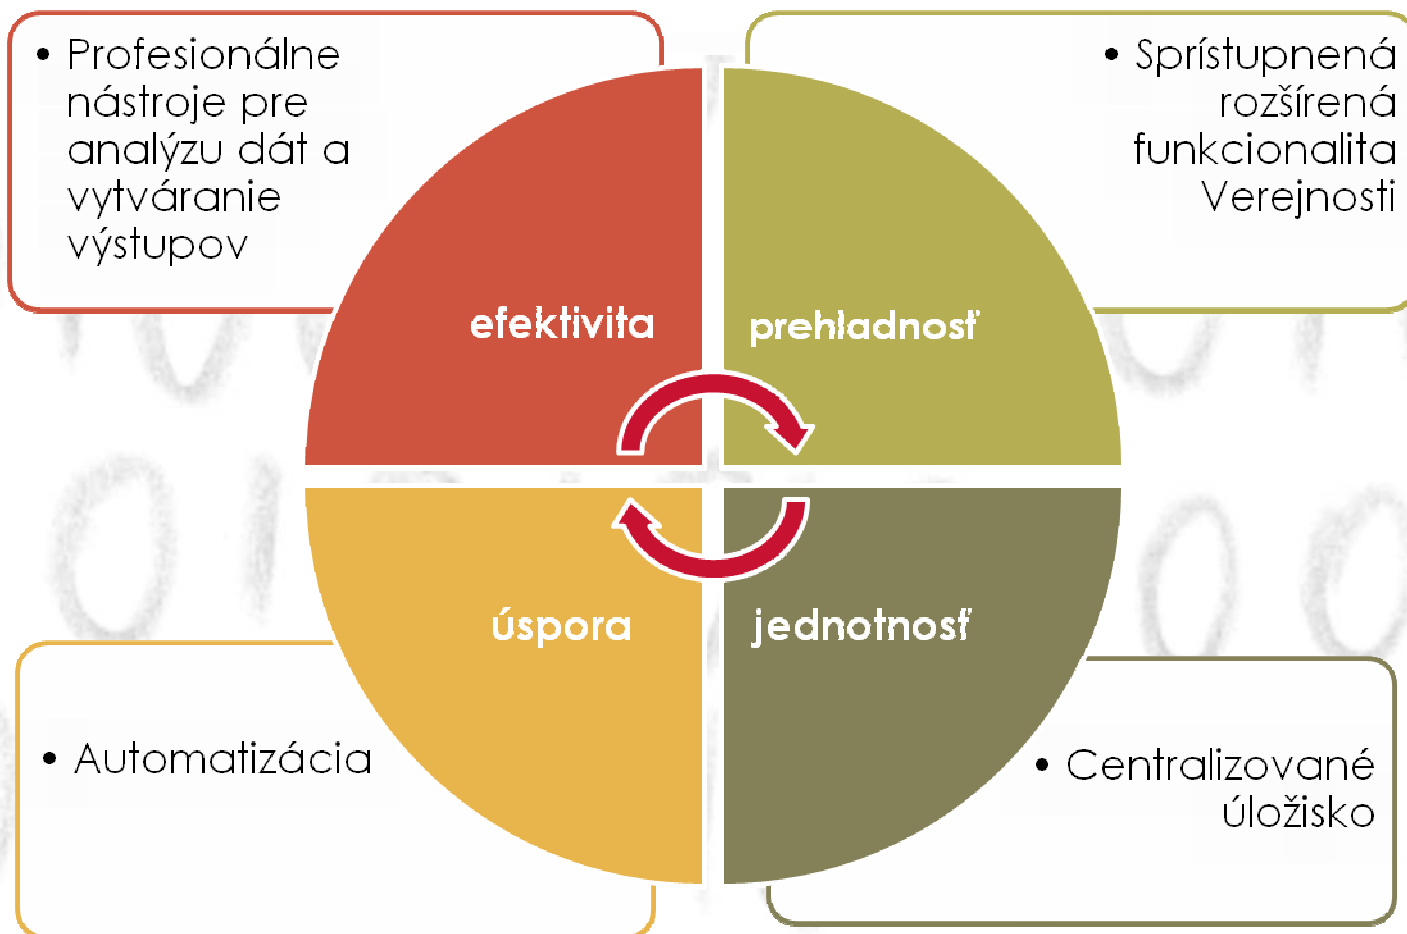 • Profesionálne
nástroje pre
analýzu dát a
vytváranie
výstupov
• Sprístupnená
rozšírená
funkcionalita
Verejnosti
efektivita
prehľadnosť
úspora
jednotnosť
• Automatizácia
• Centralizované
úložisko